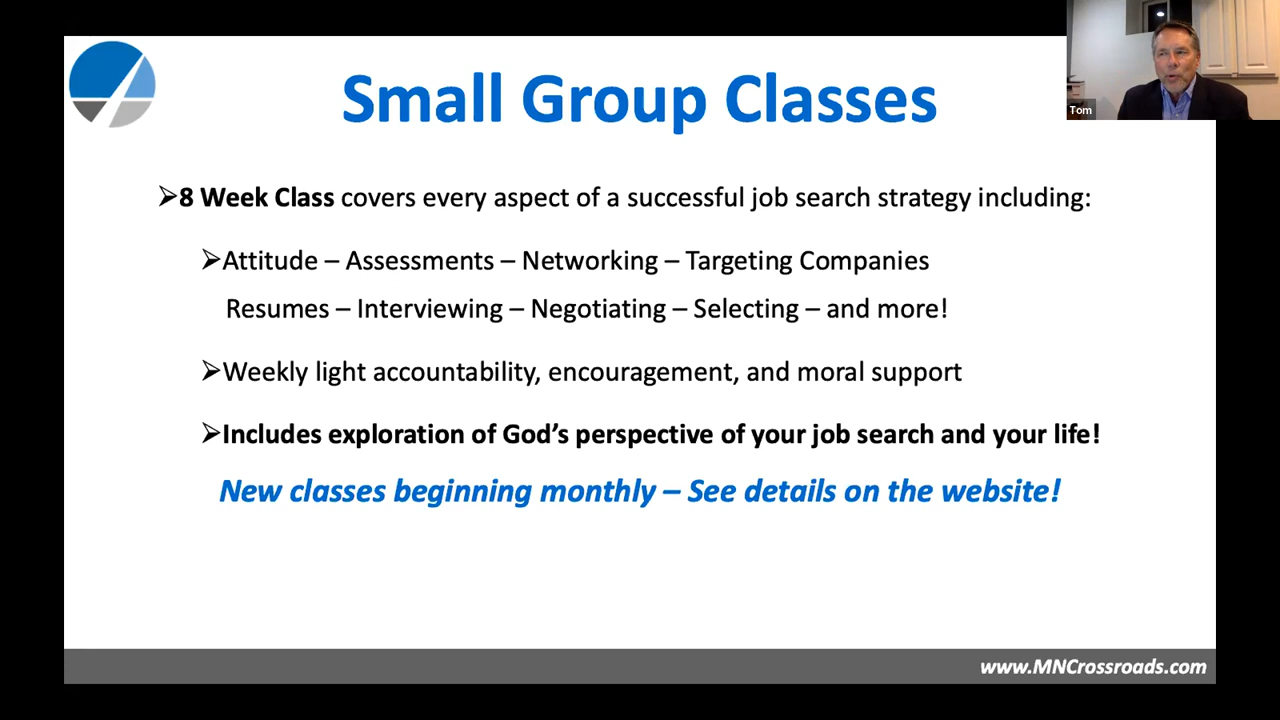 Small Group Classes
Tom
➢8 Week Class covers every aspect of a successful job search strategy including:
➢Attitude – Assessments – Networking – Targeting Companies
Resumes – Interviewing – Negotiating – Selecting – and more!
➢Weekly light accountability, encouragement, and moral support
➢Includes exploration of God’s perspective of your job search and your life!
New classes beginning monthly – See details on the website!
www.MNCrossroads.com